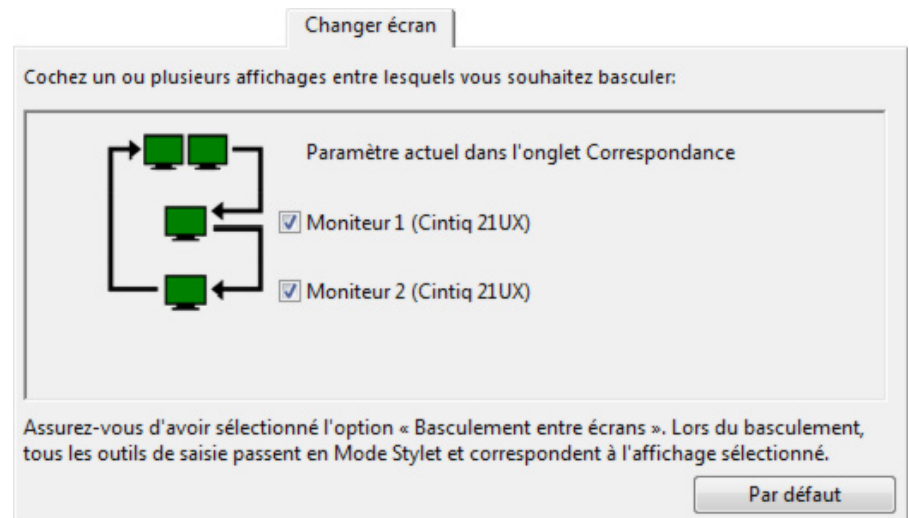 Changer écran
Cochez un ou plusieurs affichages entre lesquels vous souhaitez basculer:
Paramètre actuel dans l'onglet Correspondance
Moniteur 1 (Cintiq 21UX)
Moniteur 2 (Cintiq 21UX)
Assurez-vous d'avoir sélectionné l'option « Basculement entre écrans ». Lors du basculement,
tous les outils de saisie passent en Mode Stylet et correspondent à l'affichage sélectionné.
Par défaut